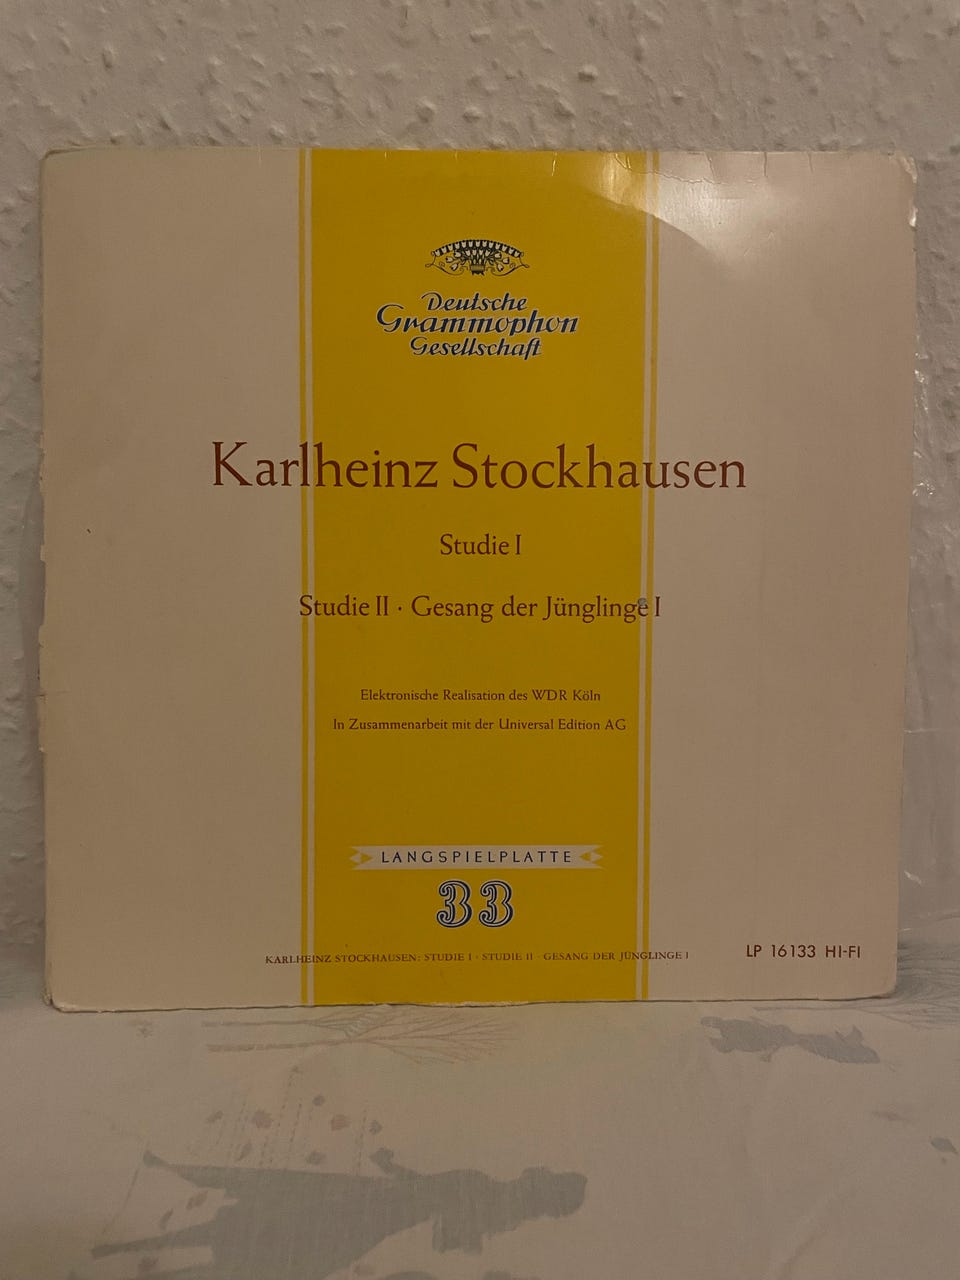 Deutsche
Grammophon
Gesellschaft
Karlheinz Stockhausen
Studie I
Studie II · Gesang der Jünglinge I
Elektronische Realisation des WDR Köln
In Zusammenarbeit mit der Universal Edition AG
LANGSPIELPLATTE
33
KARLHEINZ STOCKHAUSEN: STUDIE I · STUDIE II · GESANG DER JÜNGLINGE I
LP 16133 HI-FI